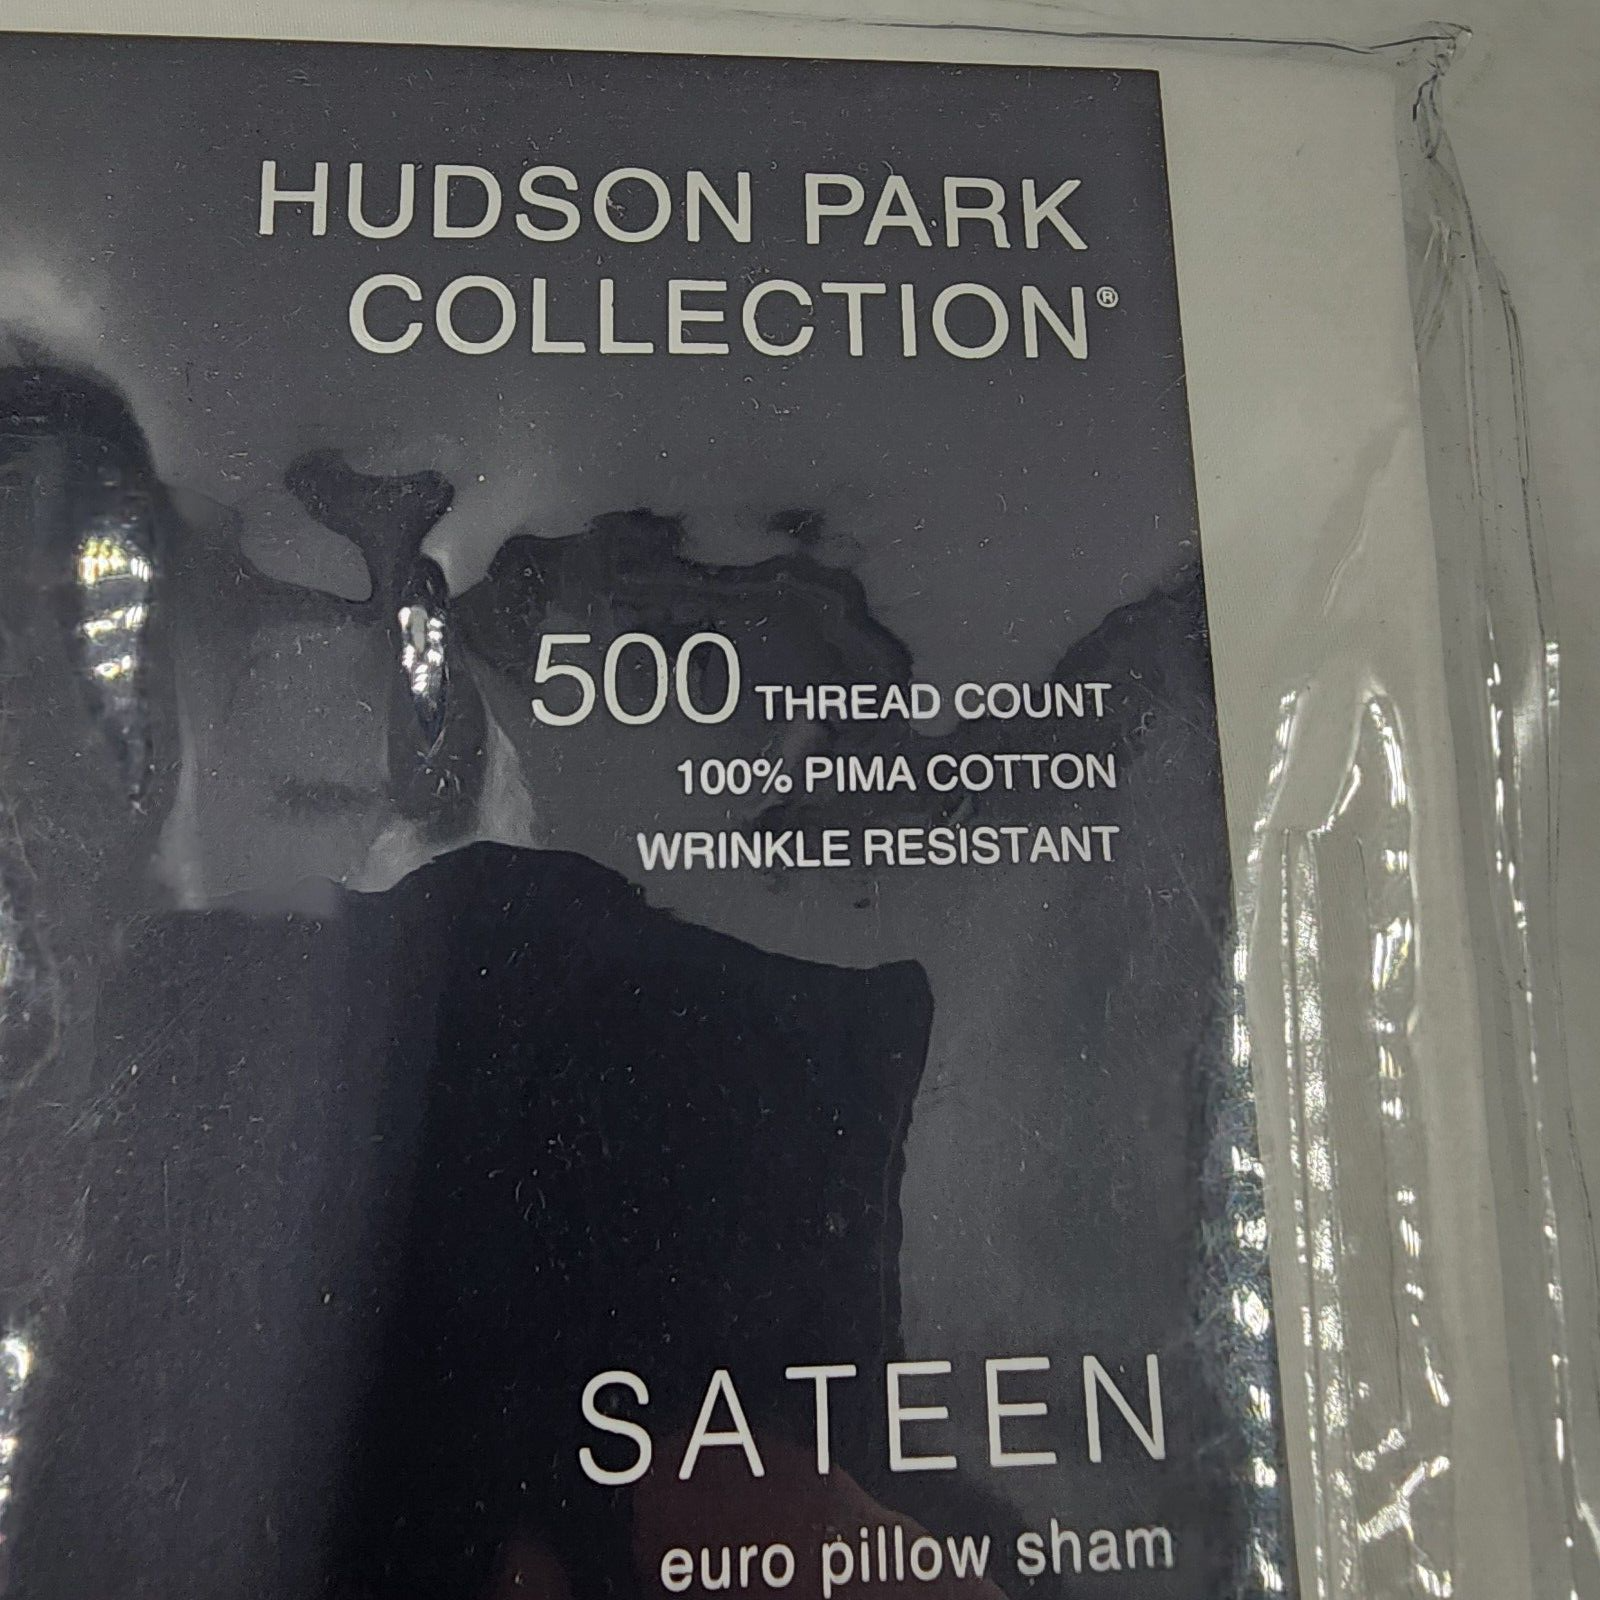 HUDSON PARK
COLLECTION®
500 THREAD COUNT
100% PIMA COTTON
WRINKLE RESISTANT
SATEEN
euro pillow sham